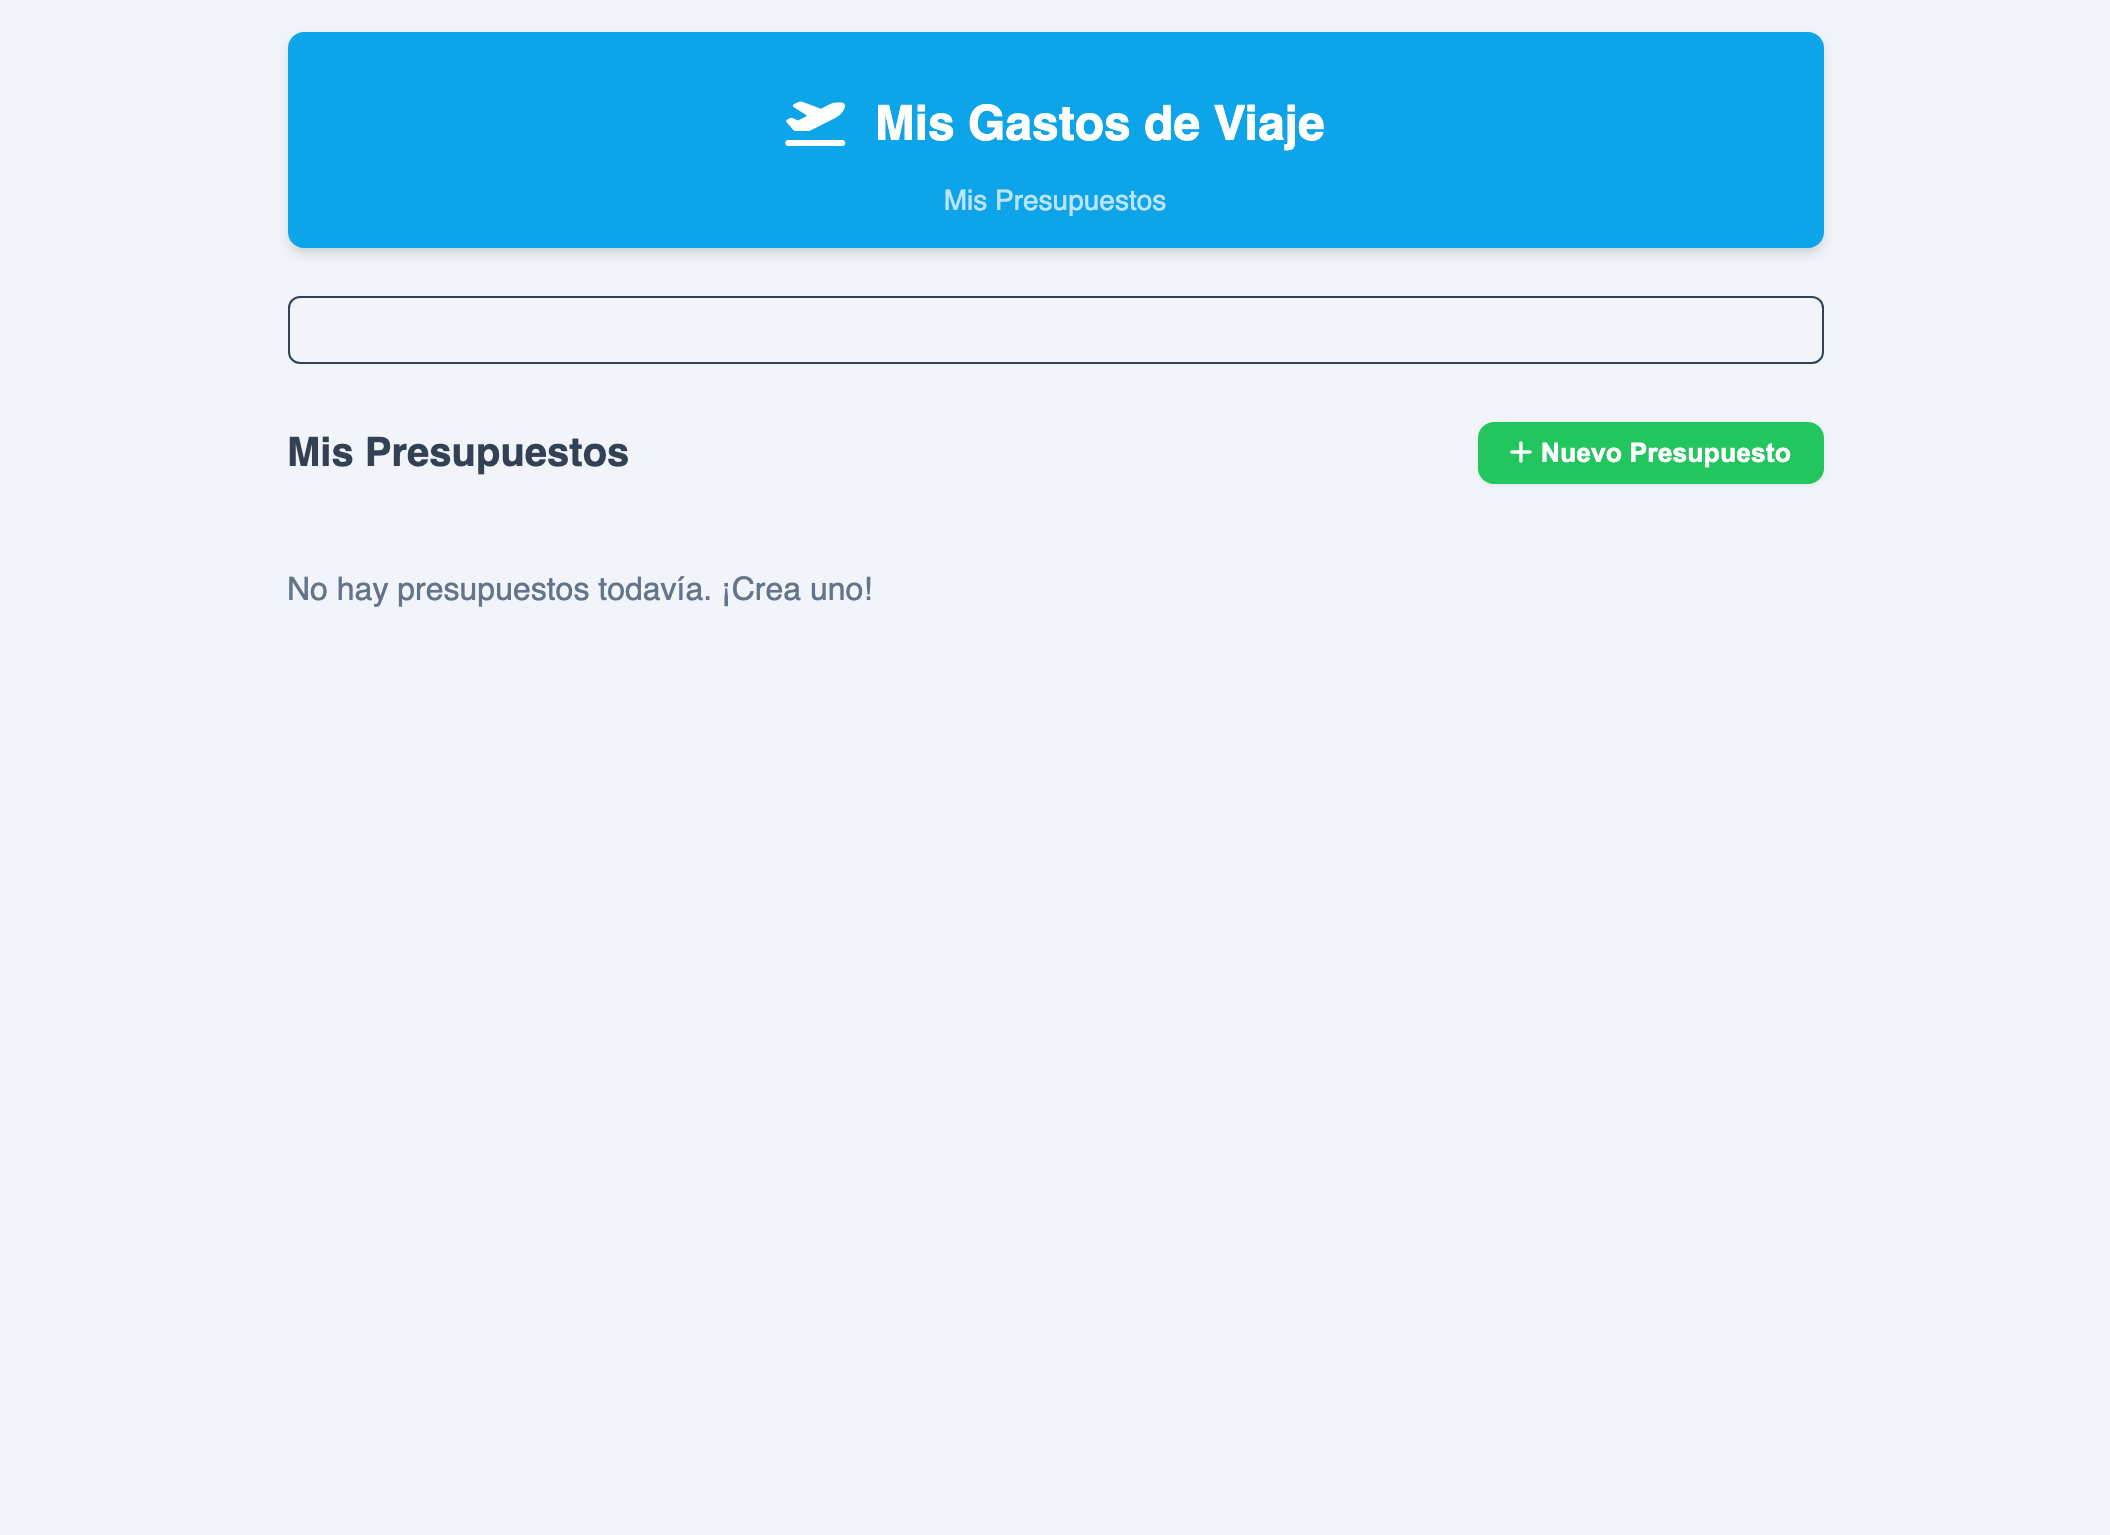 Mis Gastos de Viaje
Mis Presupuestos
Mis Presupuestos
+ Nuevo Presupuesto
No hay presupuestos todavía. ¡Crea uno!